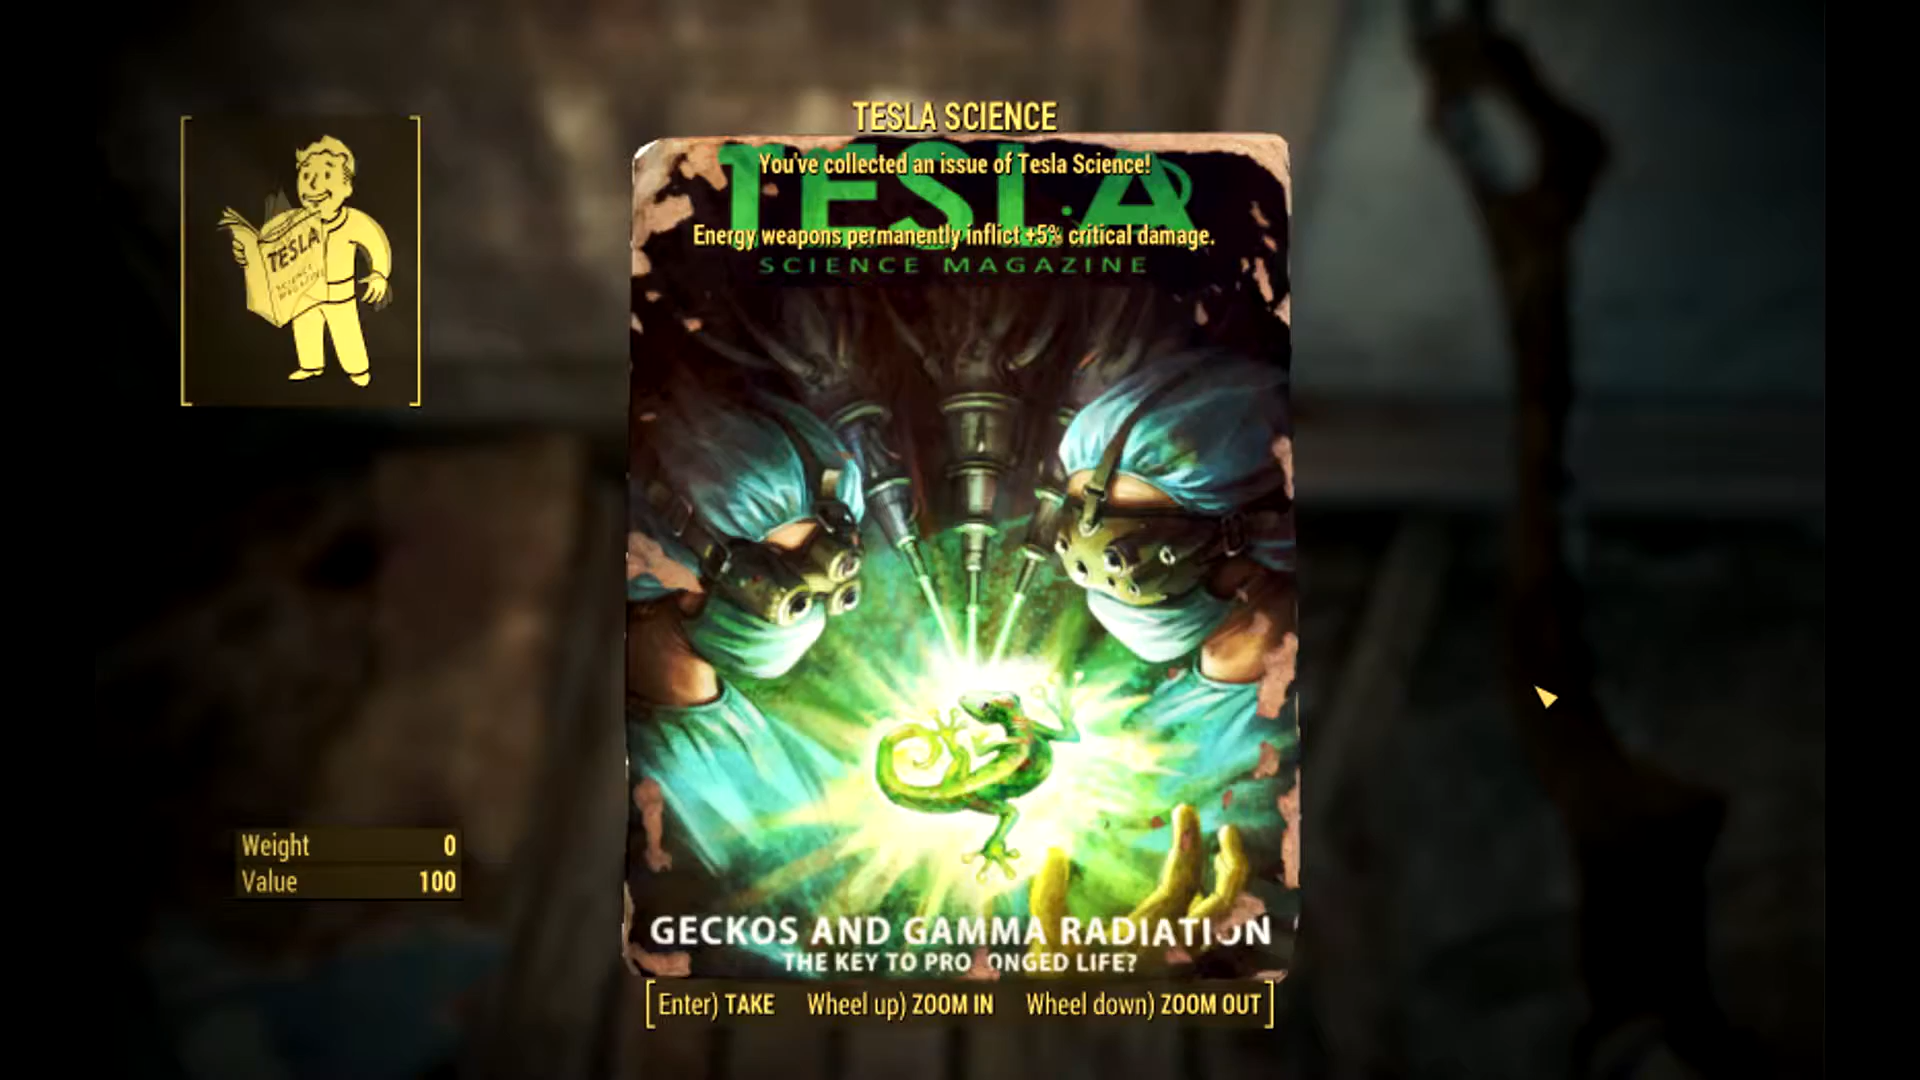 TESLA SCIENCE
TESLA
You've collected an issue of Tesla Science!
Energy weapons permanently inflict +5% critical damage.
SCIENCE MAGAZINE
TESLA
SCIENCE
MAGAZINE
Weight 0
Value 100
GECKOS AND GAMMA RADIATION
THE KEY TO PRO ONGED LIFE?
[Enter) TAKE Wheel up) ZOOM IN Wheel down) ZOOM OUT]